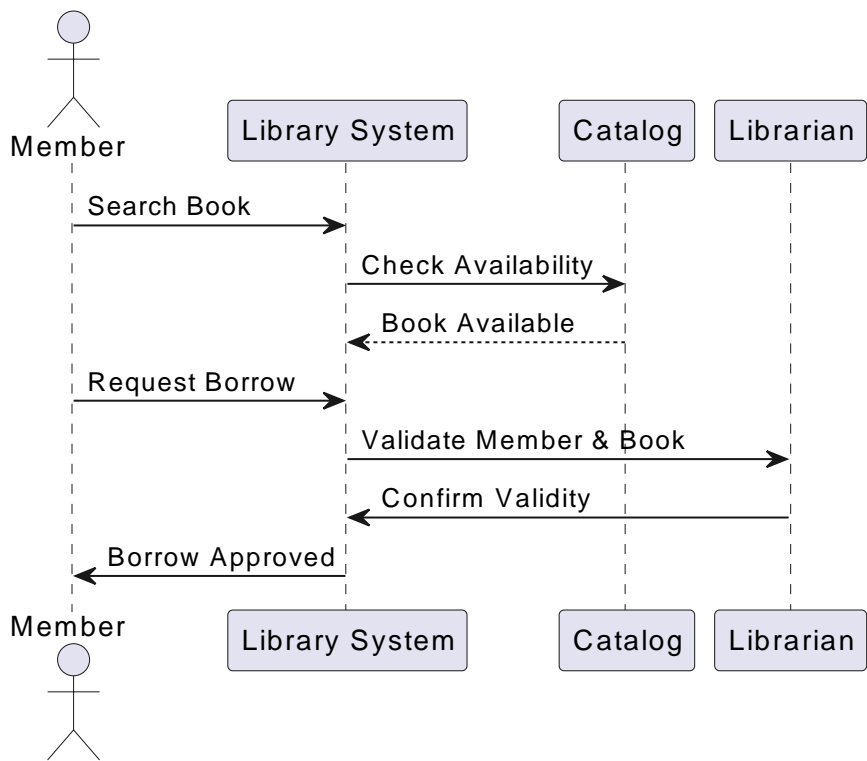 Member
Library System
Catalog
Librarian
Search Book
Check Availability
Book Available
Request Borrow
Validate Member & Book
Confirm Validity
Borrow Approved
Member
Library System
Catalog
Librarian